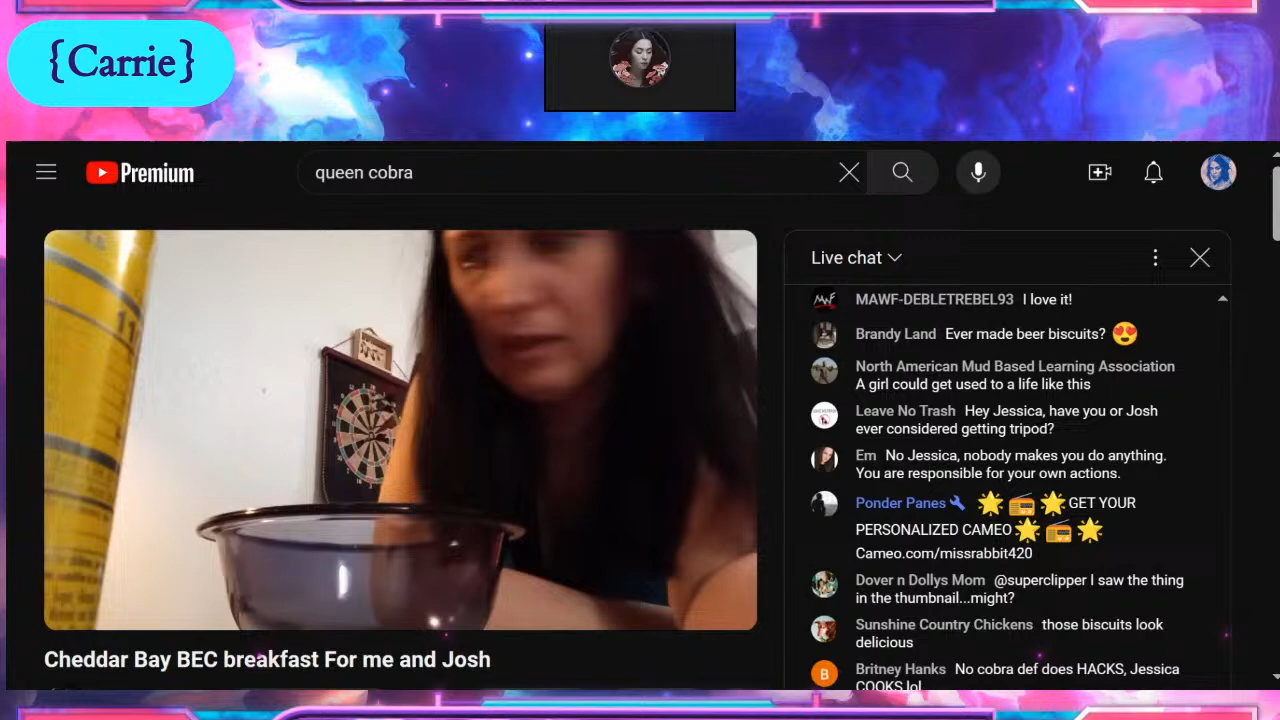 {Carrie}
Premium
queen cobra
Live chat
MAWF-DEBLETREBEL93 I love it!
Brandy Land Ever made beer biscuits?
North American Mud Based Learning Association
A girl could get used to a life like this
Leave No Trash Hey Jessica, have you or Josh
ever considered getting tripod?
Em No Jessica, nobody makes you do anything.
You are responsible for your own actions.
Ponder Panes GET YOUR
PERSONALIZED CAMEO
Cameo.com/missrabbit420
Dover n Dollys Mom @superclipper I saw the thing
in the thumbnail...might?
Sunshine Country Chickens those biscuits look
delicious
B
Britney Hanks No cobra def does HACKS, Jessica
COOKS lol
Cheddar Bay BEC breakfast For me and Josh